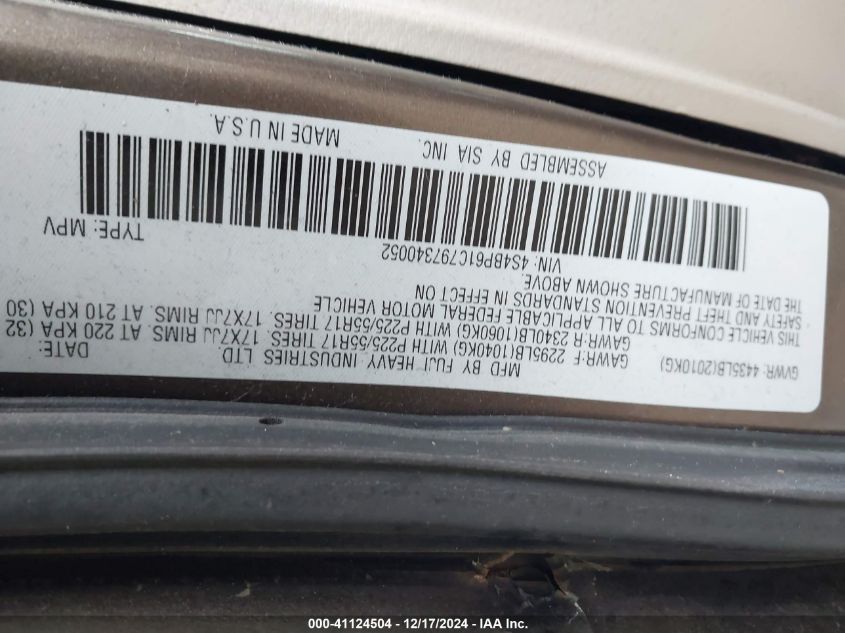 MFD BY FUJI HEAVY INDUSTRIES LTD. DATE:
GVWR: 4435LB(2010KG) GAWR:F: 2295LB(1040KG) WITH P225/55R17 TIRES. 17X7JJ RIMS. AT 220 KPA (32
GAWR:R: 2340LB(1060KG) WITH P225/55R17 TIRES. 17X7JJ RIMS. AT 210 KPA (30
THIS VEHICLE CONFORMS TO ALL APPLICABLE FEDERAL MOTOR VEHICLE
SAFETY AND THEFT PREVENTION STANDARDS IN EFFECT ON
THE DATE OF MANUFACTURE SHOWN ABOVE.
VIN: 4S4BP61C797340052 TYPE: MPV
ASSEMBLED BY SIA INC. MADE IN U.S.A.
000-41124504 - 12/17/2024 - IAA Inc.